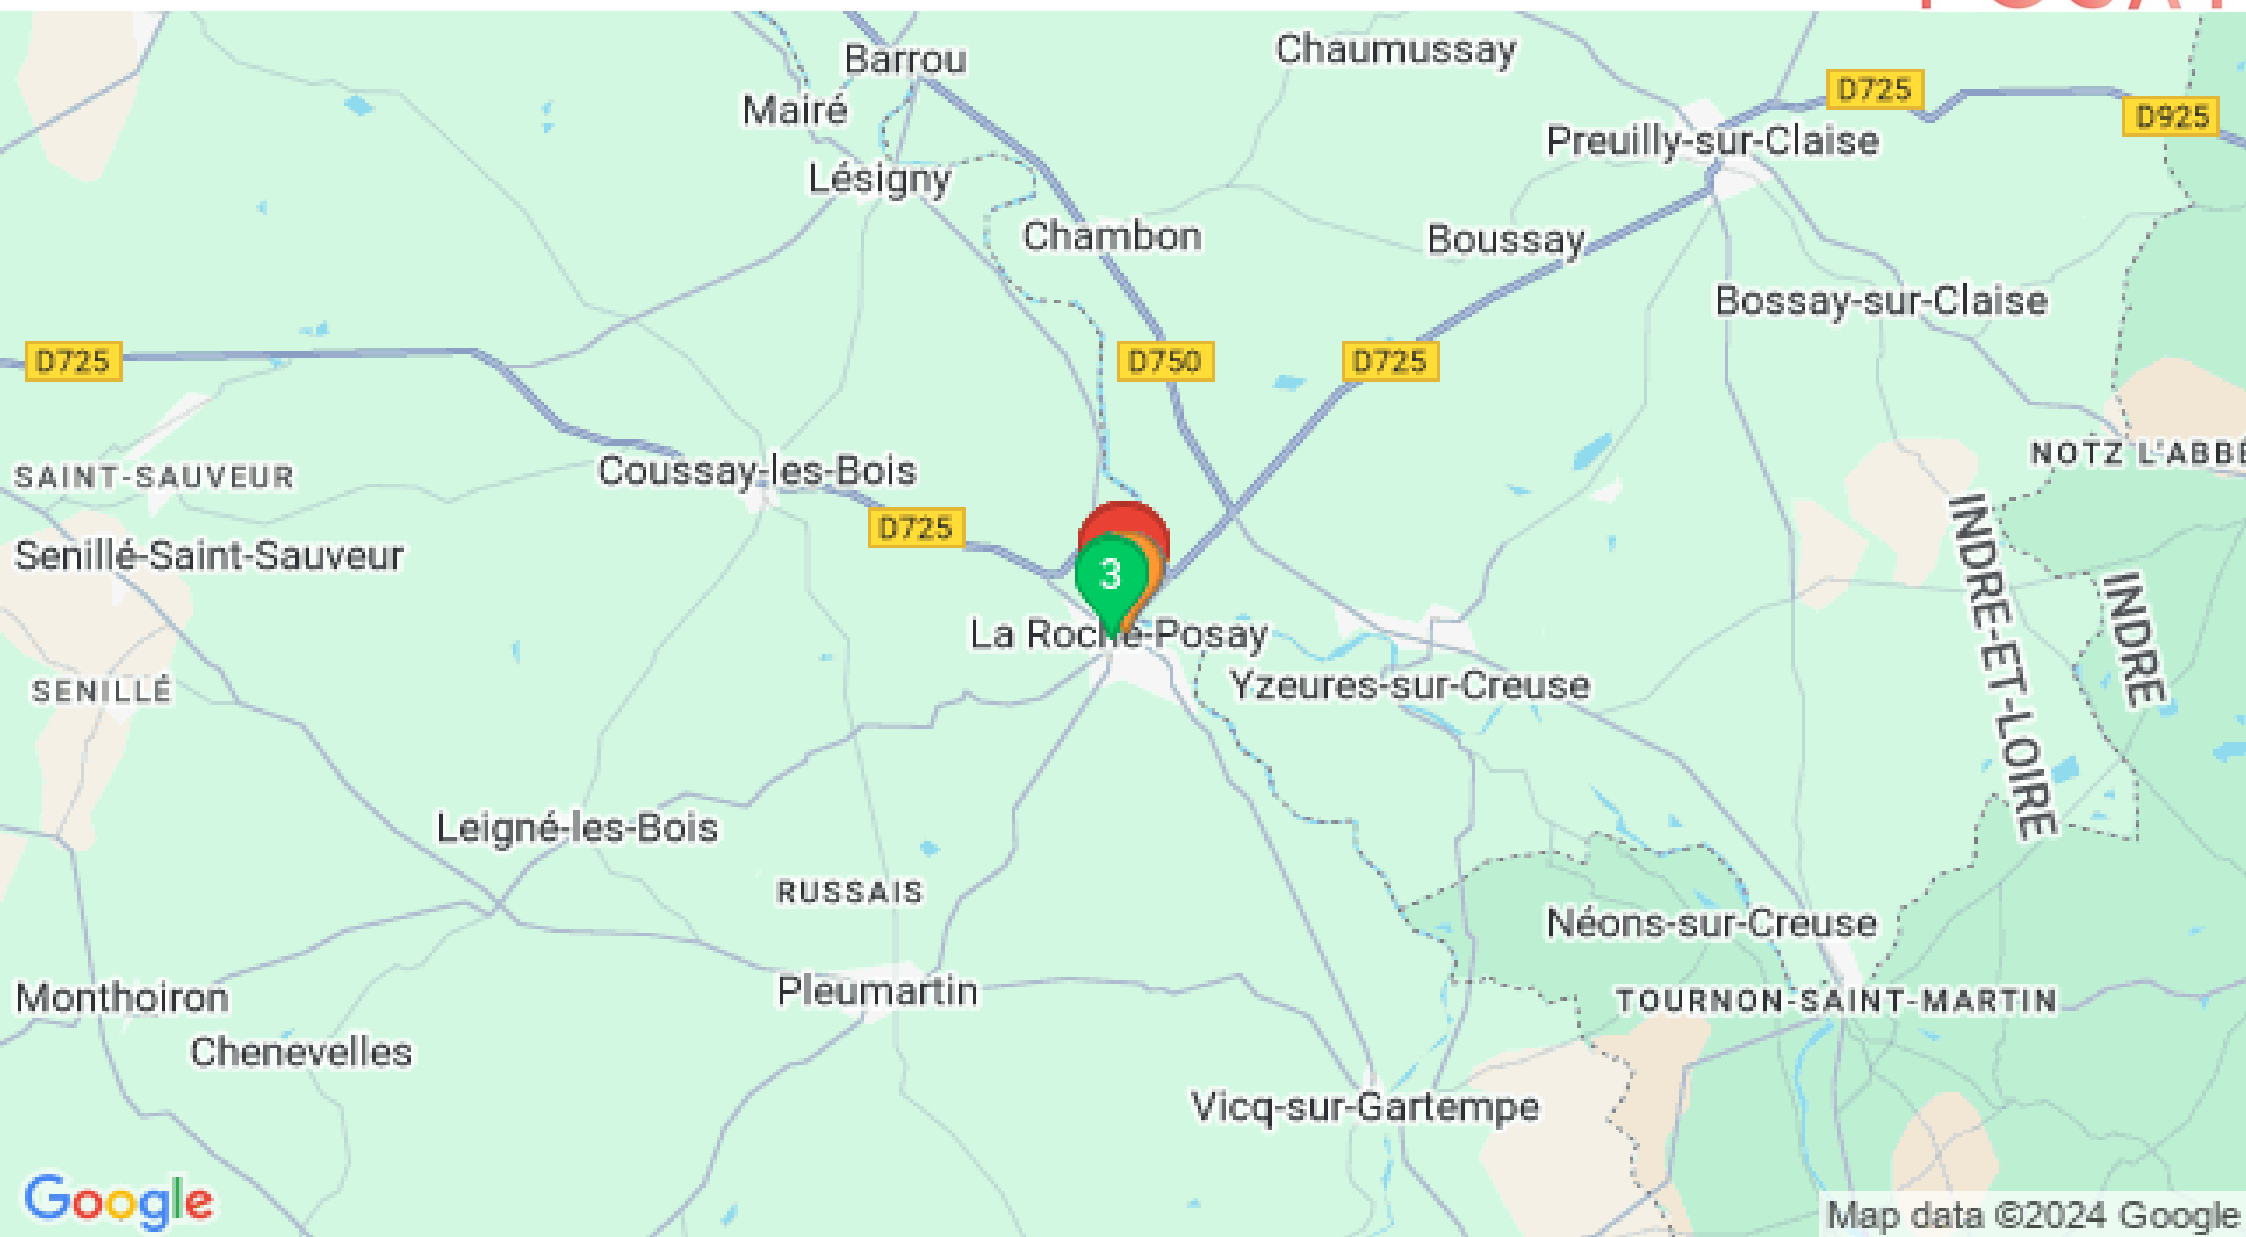 POSAY
Chaumussay
Barrou
D725
Mairé
D925
Preuilly-sur-Claise
Lésigny
Chambon
Boussay
Bossay-sur-Claise
D725
D750
D725
NOTZ L'ABBÉ
Coussay-les-Bois
SAINT-SAUVEUR
D725
Senillé-Saint-Sauveur
3
INDRE-ET-LOIRE
INDRE
La Roche-Posay
Yzeures-sur-Creuse
SENILLÉ
Leigné-les-Bois
RUSSAIS
Néons-sur-Creuse
Pleumartin
Monthoiron
TOURNON-SAINT-MARTIN
Chenevelles
Vicq-sur-Gartempe
Google
Map data ©2024 Google